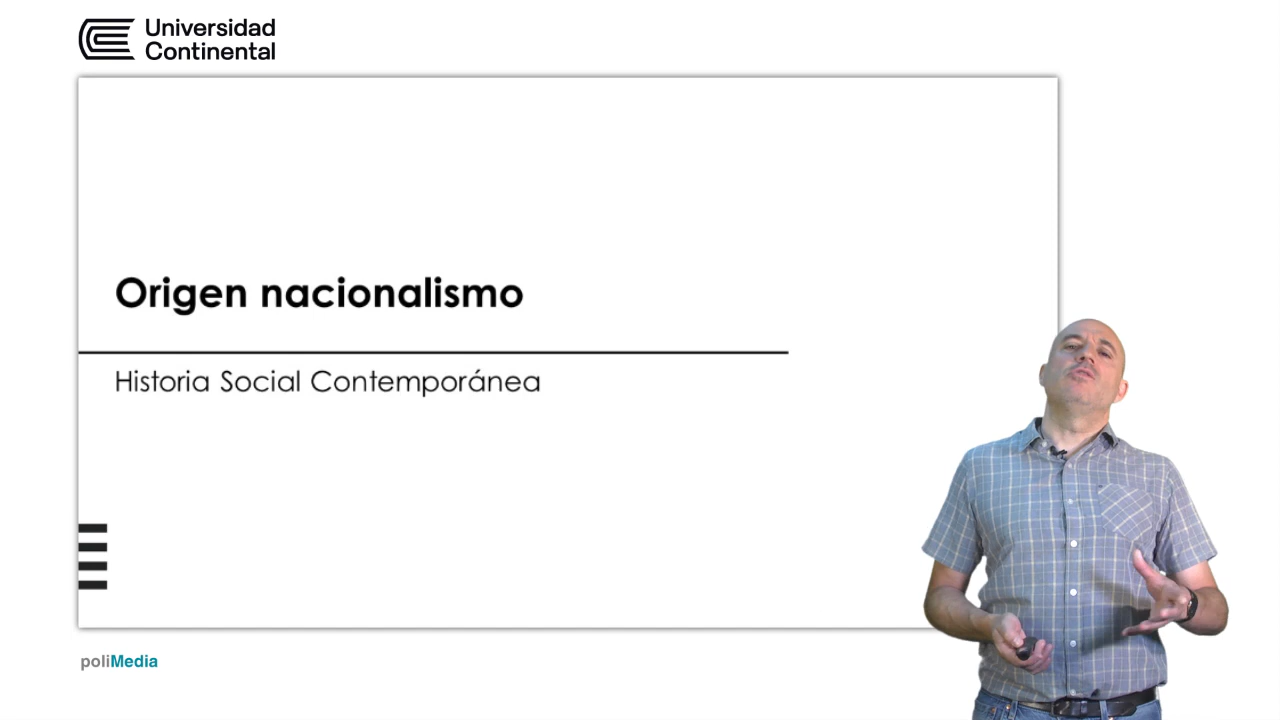 Universidad
Continental
Origen nacionalismo
Historia Social Contemporánea
poliMedia